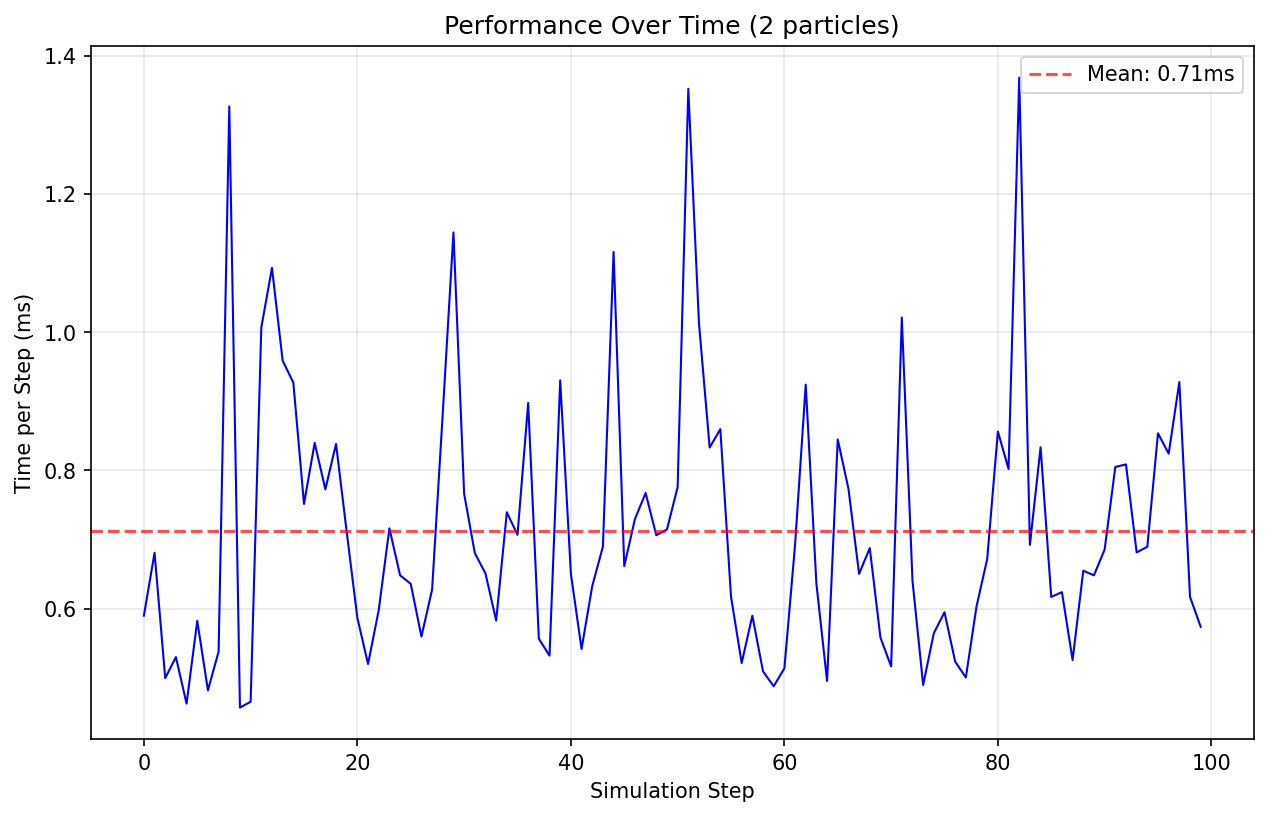 Performance Over Time (2 particles)
Mean: 0.71ms
Time per Step (ms)
1.4
1.2
1.0
0.8
0.6
0 20 40 60 80 100
Simulation Step